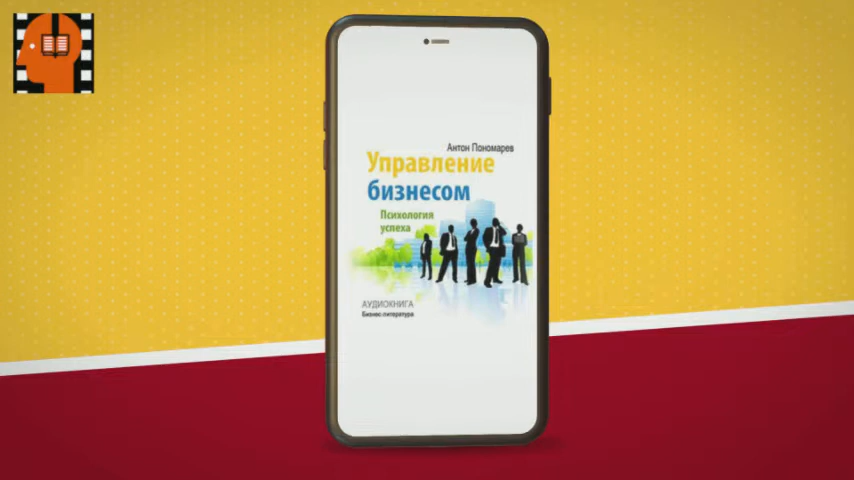 Антон Пономарев
Управление
бизнесом
Психология
успеха
АУДИОКНИГА
Бизнес-литература